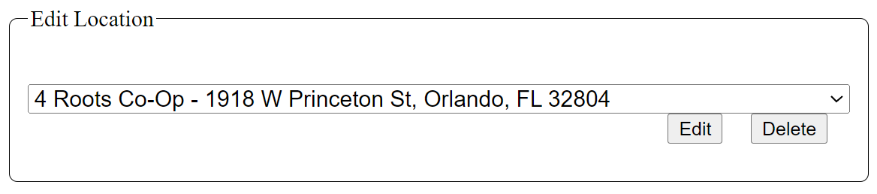 Edit Location
4 Roots Co-Op - 1918 W Princeton St, Orlando, FL 32804
Edit Delete